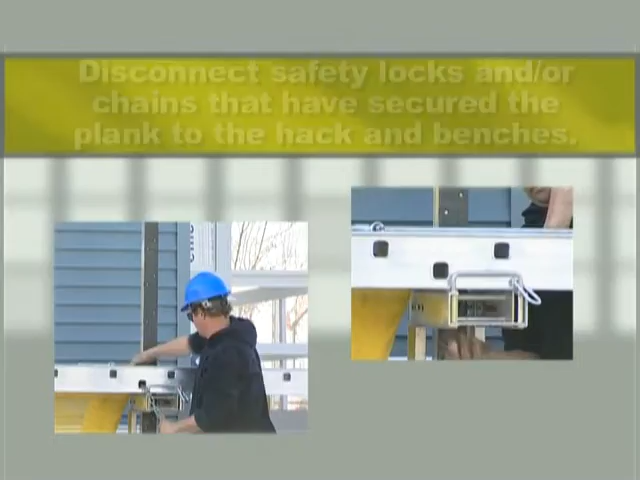 Disconnect safety locks and/or
chains that have secured the
plank to the hack and benches.